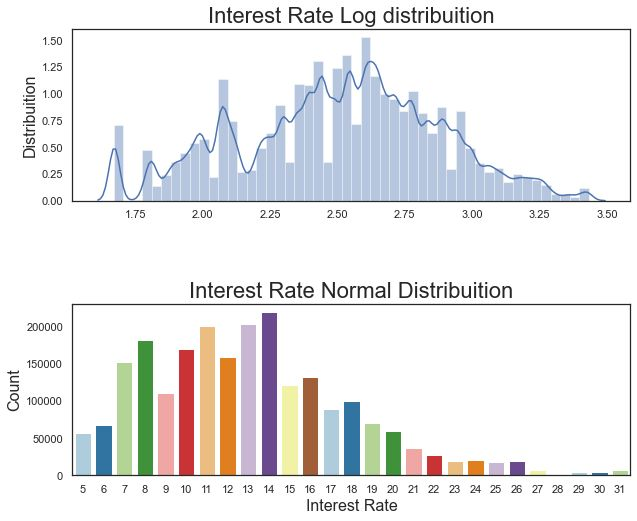 Interest Rate Log distribuition
1.50
1.25
1.00
0.75
0.50
0.25
0.00
Distribuition
1.75 2.00 2.25 2.50 2.75 3.00 3.25 3.50
Interest Rate Normal Distribuition
200000
150000
100000
50000
0
Count
5 6 7 8 9 10 11 12 13 14 15 16 17 18 19 20 21 22 23 24 25 26 27 28 29 30 31
Interest Rate